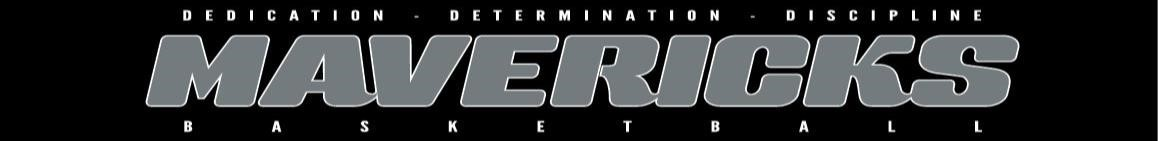 DEDICATION - DETERMINATION - DISCIPLINE
MAVERICKS
BASKETBALL